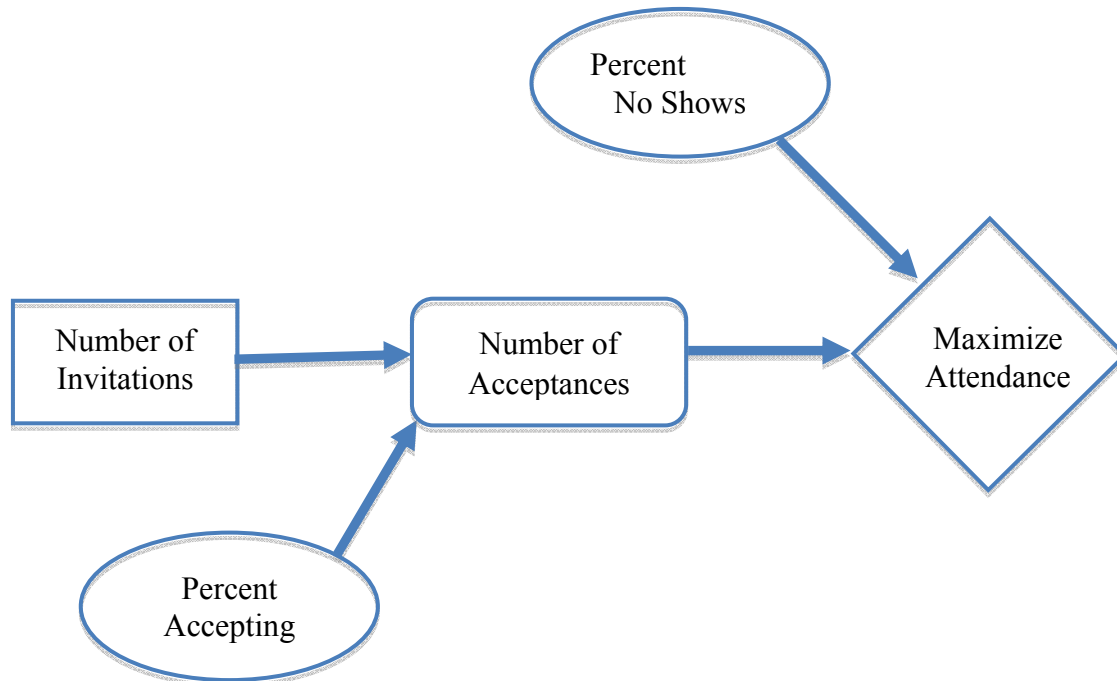 Percent
No Shows
Number of
Invitations
Number of
Acceptances
Maximize
Attendance
Percent
Accepting